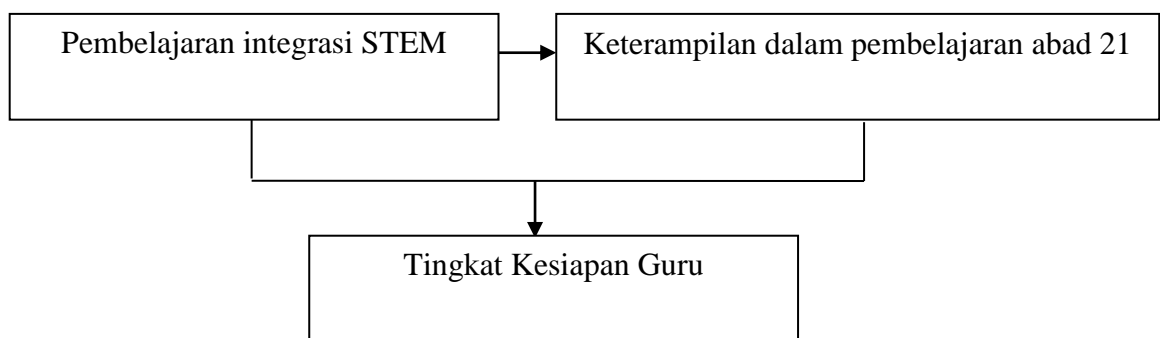 Pembelajaran integrasi STEM
Keterampilan dalam pembelajaran abad 21
Tingkat Kesiapan Guru